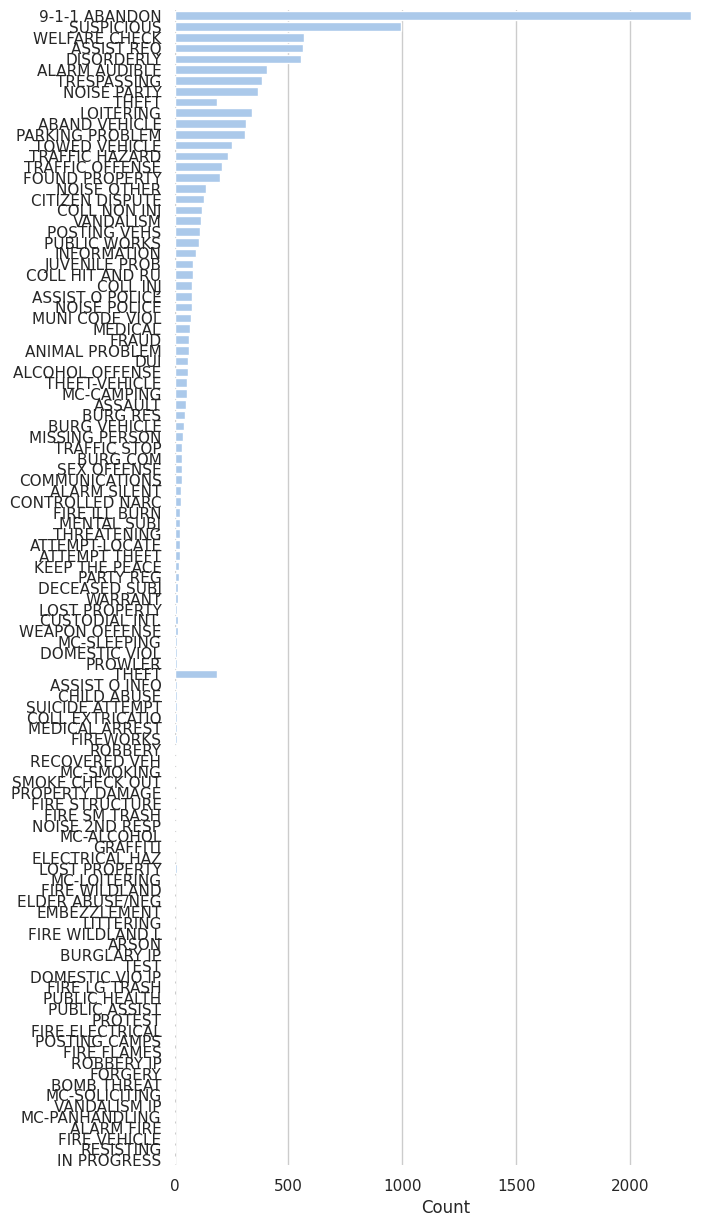 9-1-1 ABANDON
SUSPICIOUS
WELFARE CHECK
ASSIST REQ
DISORDERLY
ALARM AUDIBLE
TRESPASSING
NOISE PARTY
THEFT
LOITERING
ABAND VEHICLE
PARKING PROBLEM
TOWED VEHICLE
TRAFFIC HAZARD
TRAFFIC OFFENSE
FOUND PROPERTY
NOISE OTHER
CITIZEN DISPUTE
COLL NON INJ
VANDALISM
POSTING VEHS
PUBLIC WORKS
INFORMATION
JUVENILE PROB
COLL HIT AND RU
COLL INJ
ASSIST O POLICE
NOISE POLICE
MUNI CODE VIOL
MEDICAL
FRAUD
ANIMAL PROBLEM
DUI
ALCOHOL OFFENSE
THEFT-VEHICLE
MC-CAMPING
ASSAULT
BURG RES
BURG VEHICLE
MISSING PERSON
TRAFFIC STOP
BURG COM
SEX OFFENSE
COMMUNICATIONS
ALARM SILENT
CONTROLLED NARC
FIRE ILL BURN
MENTAL SUBJ
THREATENING
ATTEMPT-LOCATE
ATTEMPT THEFT
KEEP THE PEACE
PARTY REG
DECEASED SUBJ
WARRANT
LOST PROPERTY
CUSTODIAL INT.
WEAPON OFFENSE
MC-SLEEPING
DOMESTIC VIOL
PROWLER
THEFT
ASSIST O INFO
CHILD ABUSE
SUICIDE ATTEMPT
COLL EXTRICATIO
MEDICAL ARREST
FIREWORKS
ROBBERY
RECOVERED VEH
MC-SMOKING
SMOKE CHECK OUT
PROPERTY DAMAGE
FIRE STRUCTURE
FIRE SM TRASH
NOISE 2ND RESP
MC-ALCOHOL
GRAFFITI
ELECTRICAL HAZ
LOST PROPERTY
MC-LOITERING
FIRE WILDLAND
ELDER ABUSE/NEG
EMBEZZLEMENT
LITTERING
FIRE WILDLAND L
ARSON
BURGLARY IP
TEST
DOMESTIC VIO IP
FIRE LG TRASH
PUBLIC HEALTH
PUBLIC ASSIST
PROTEST
FIRE ELECTRICAL
POSTING CAMPS
FIRE FLAMES
ROBBERY IP
FORGERY
BOMB THREAT
MC-SOLICITING
VANDALISM IP
MC-PANHANDLING
ALARM FIRE
FIRE VEHICLE
RESISTING
IN PROGRESS
0 500 1000 1500 2000
Count